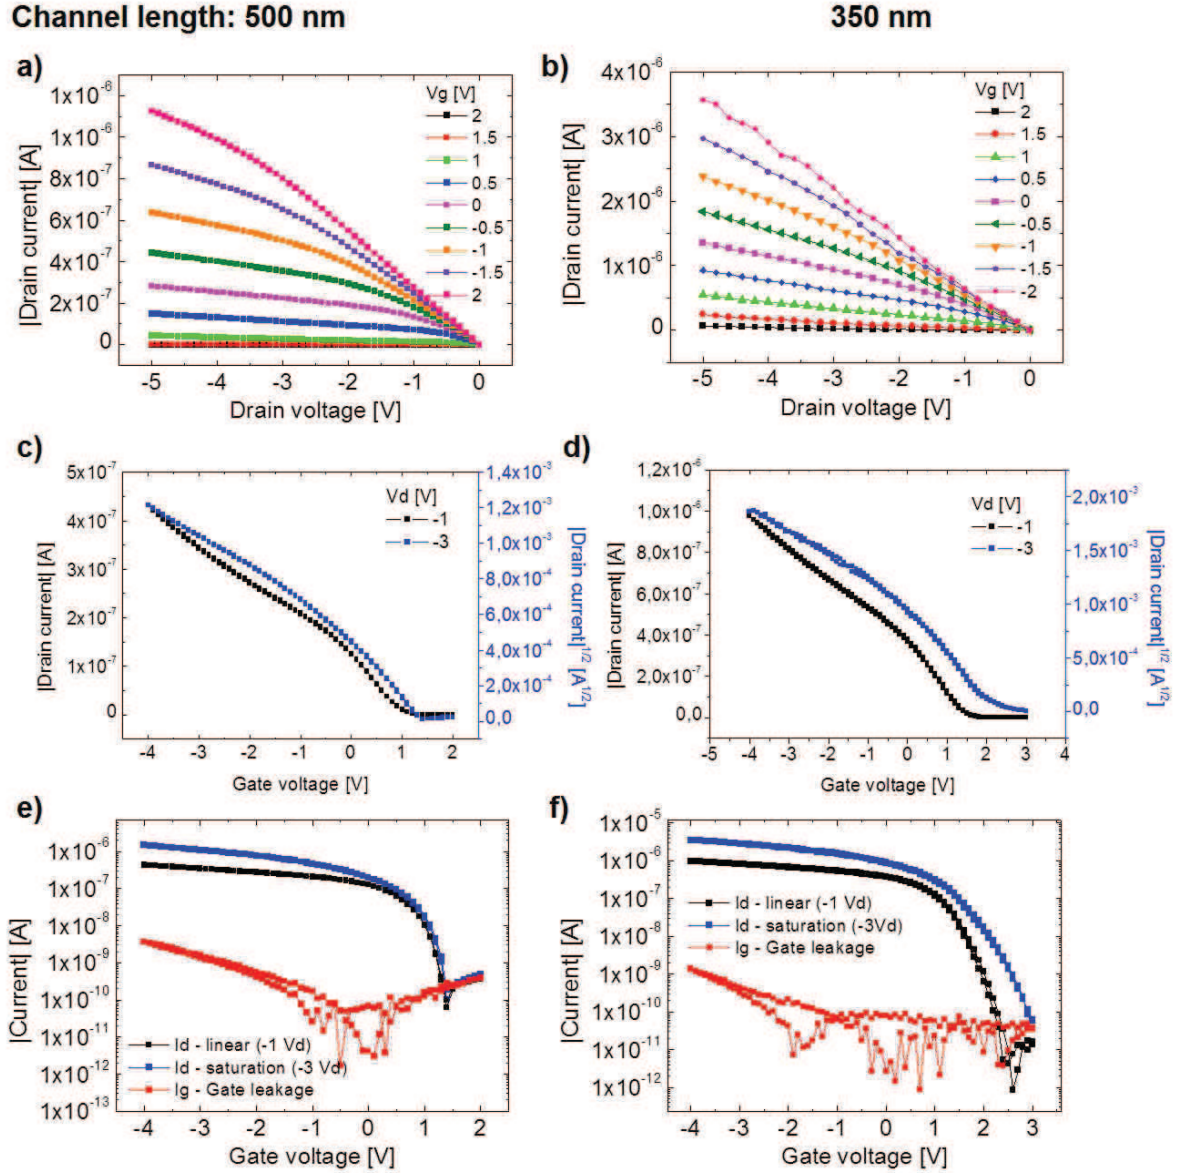 Channel length: 500 nm
350 nm
a)
|Drain current| [A]
1x10⁻⁶
1x10⁻⁶
8x10⁻⁷
6x10⁻⁷
4x10⁻⁷
2x10⁻⁷
0
Vg [V]
2
1.5
1
0.5
0
-0.5
-1
-1.5
2
-5 -4 -3 -2 -1 0
Drain voltage [V]
b)
|Drain current| [A]
4x10⁻⁶
3x10⁻⁶
2x10⁻⁶
1x10⁻⁶
0
Vg [V]
2
1.5
1
0.5
0
-0.5
-1
-1.5
-2
-5 -4 -3 -2 -1 0
Drain voltage [V]
c)
|Drain current| [A]
5x10⁻⁷
4x10⁻⁷
3x10⁻⁷
2x10⁻⁷
1x10⁻⁷
0
Vd [V]
-1
-3
1,4x10⁻³
1,2x10⁻³
1,0x10⁻³
8,0x10⁻⁴
6,0x10⁻⁴
4,0x10⁻⁴
2,0x10⁻⁴
0,0
|Drain current|^1/2 [A^1/2]
-4 -3 -2 -1 0 1 2
Gate voltage [V]
d)
|Drain current| [A]
1,2x10⁻⁶
1,0x10⁻⁶
8,0x10⁻⁷
6,0x10⁻⁷
4,0x10⁻⁷
2,0x10⁻⁷
0,0
Vd [V]
-1
-3
2,0x10⁻³
1,5x10⁻³
1,0x10⁻³
5,0x10⁻⁴
0,0
|Drain current|^1/2 [A^1/2]
-5 -4 -3 -2 -1 0 1 2 3 4
Gate voltage [V]
e)
|Current| [A]
1x10⁻⁶
1x10⁻⁷
1x10⁻⁸
1x10⁻⁹
1x10⁻¹⁰
1x10⁻¹¹
1x10⁻¹²
1x10⁻¹³
Id - linear (-1 Vd)
Id - saturation (-3 Vd)
Ig - Gate leakage
-4 -3 -2 -1 0 1 2
Gate voltage [V]
f)
|Current| [A]
1x10⁻⁵
1x10⁻⁶
1x10⁻⁷
1x10⁻⁸
1x10⁻⁹
1x10⁻¹⁰
1x10⁻¹¹
1x10⁻¹²
Id - linear (-1 Vd)
Id - saturation (-3Vd)
Ig - Gate leakage
-4 -3 -2 -1 0 1 2 3
Gate voltage [V]